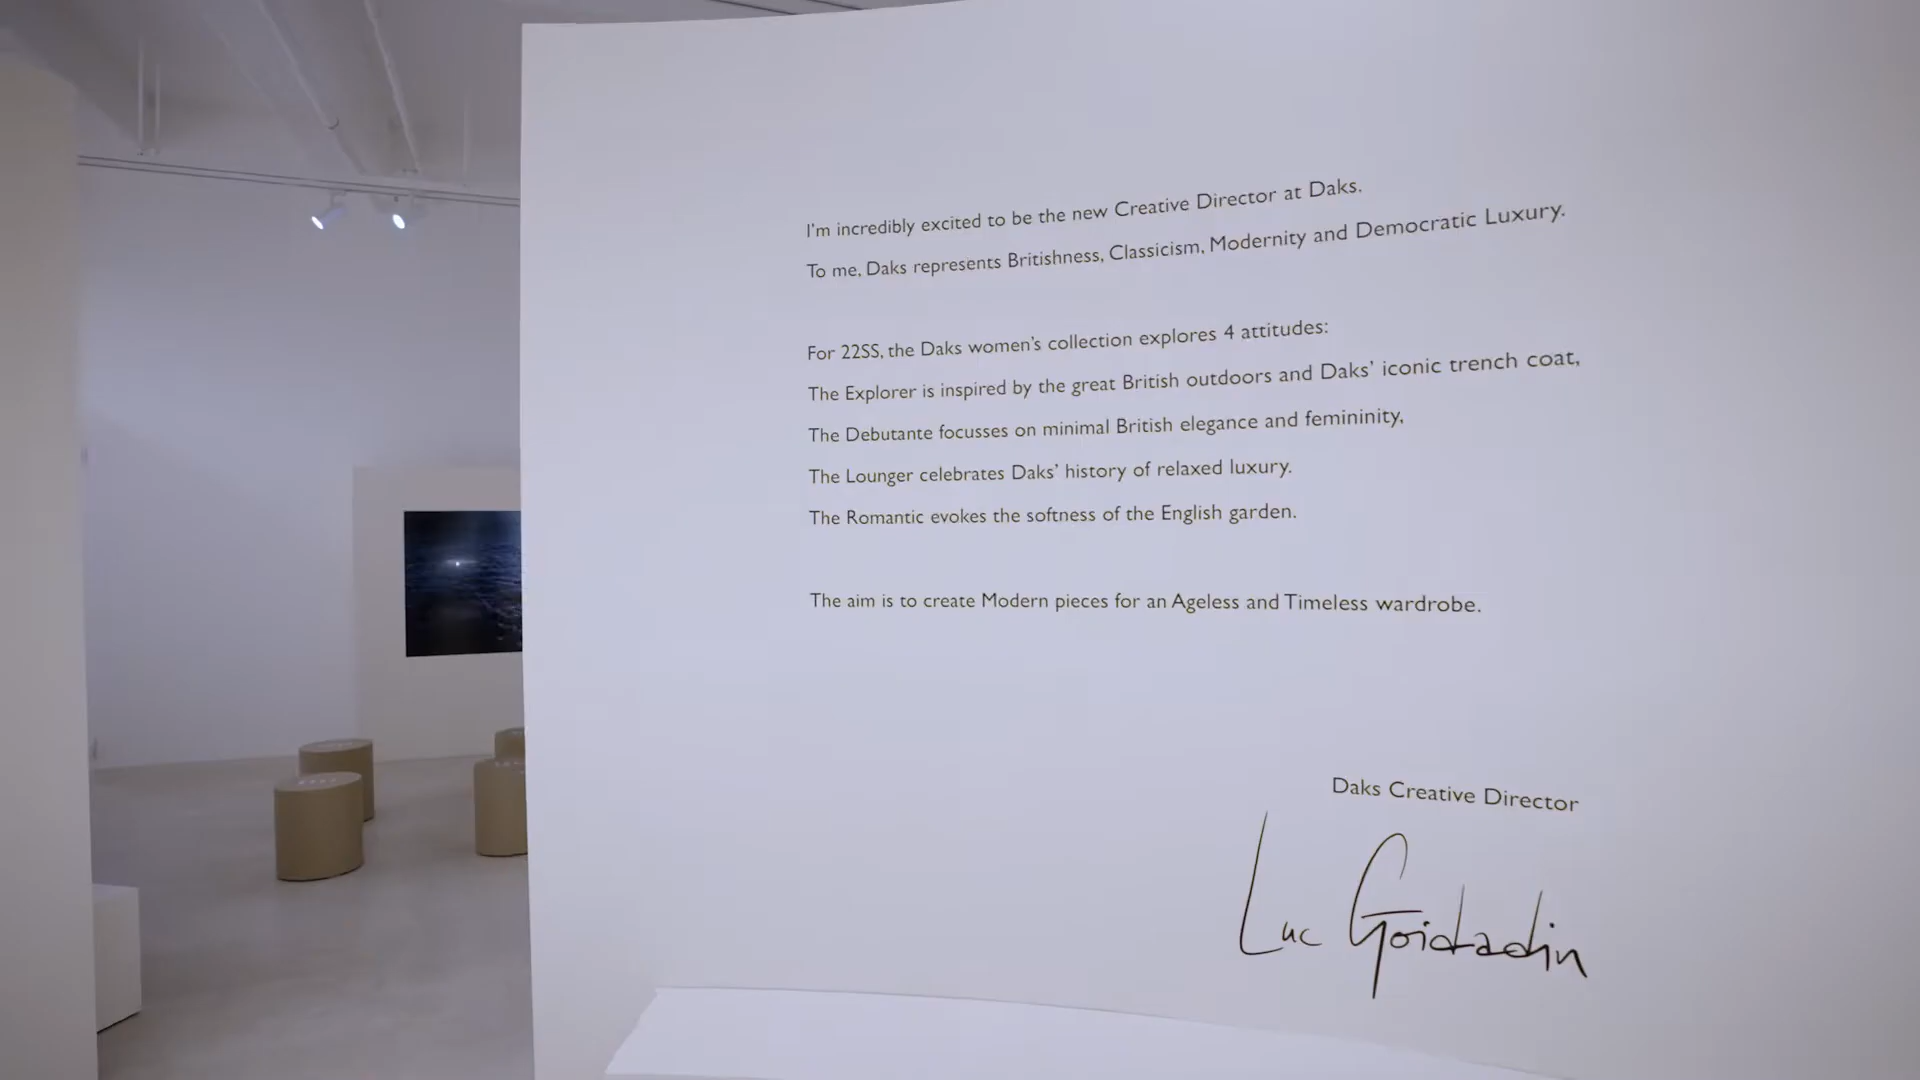 I'm incredibly excited to be the new Creative Director at Daks.
To me, Daks represents Britishness, Classicism, Modernity and Democratic Luxury.
For 22SS, the Daks women's collection explores 4 attitudes:
The Explorer is inspired by the great British outdoors and Daks' iconic trench coat,
The Debutante focusses on minimal British elegance and femininity,
The Lounger celebrates Daks' history of relaxed luxury.
The Romantic evokes the softness of the English garden.
The aim is to create Modern pieces for an Ageless and Timeless wardrobe.
Daks Creative Director
Luc Goidadin